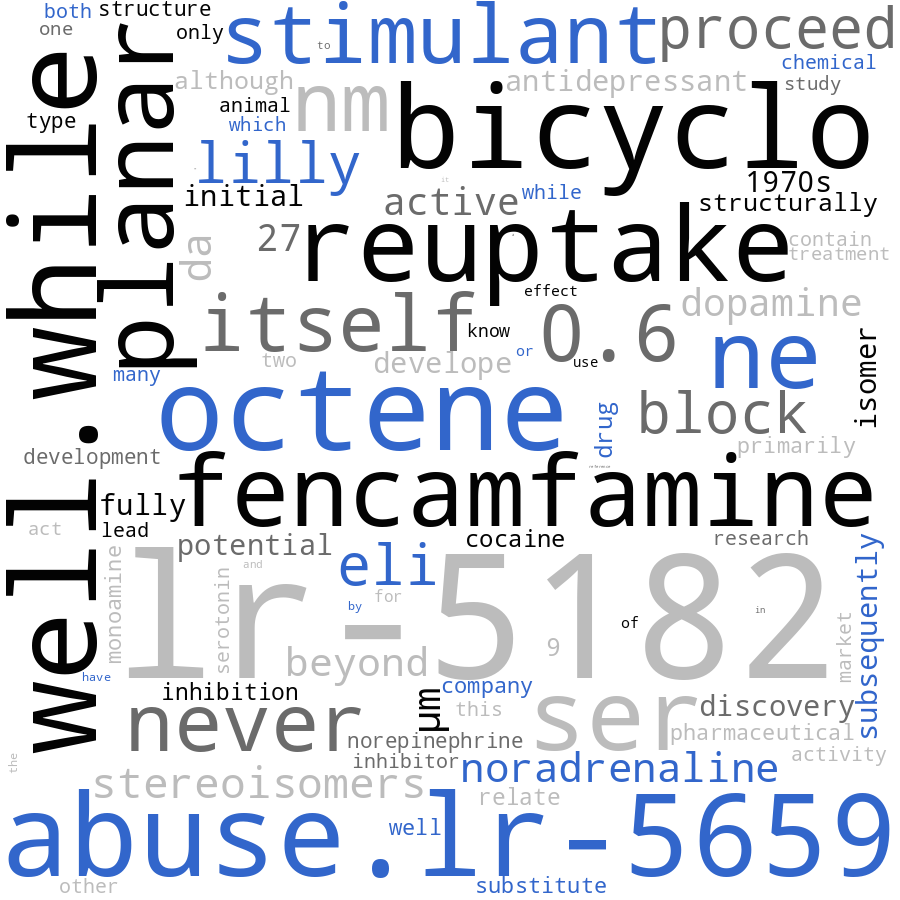 both structure
one
only
stimulant
to
proceed
chemical
although
antidepressant
study
nm
animal
which
type
bicyclo
well.while
planar
lilly
initial
it
active
while
1970s
structurally
27
reuptake
da
contain
treatment
effect
itself
0.6
dopamine
know
or
use
two
develope
many
ne
isomer
octene
drug
block
primarily
development
reference
fencamfamine
fully
lead
act
cocaine
research
potential
eli
subsequently
monoamine
serotonin
and
for
by
in
lr-5182
of
9
market
beyond
have
inhibition
company
μm
this
never
ser
discovery
norepinephrine
pharmaceutical
inhibitor
activity
the
noradrenaline
stereoisomers
relate
abuse.lr-5659
well
other
substitute